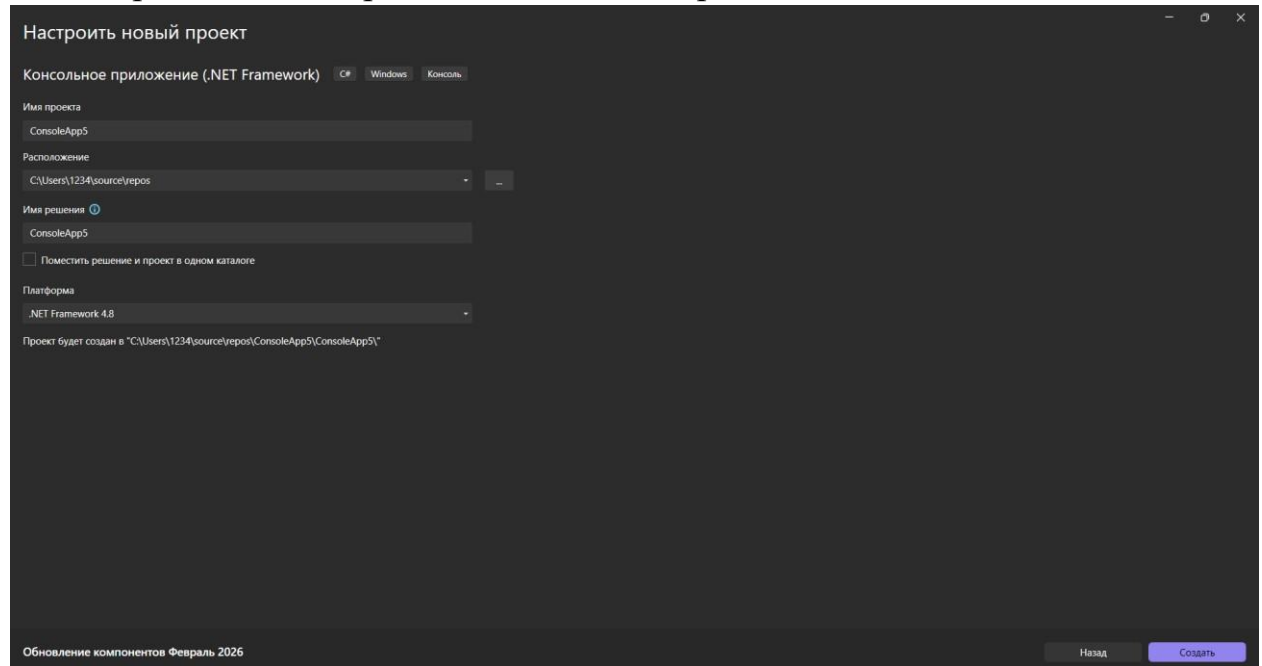 Настроить новый проект
Консольное приложение (.NET Framework) C# Windows Консоль
Имя проекта
ConsoleApp5
Расположение
C:\Users\1234\source\repos
...
Имя решения
ConsoleApp5
Поместить решение и проект в одном каталоге
Платформа
.NET Framework 4.8
Проект будет создан в "C:\Users\1234\source\repos\ConsoleApp5\ConsoleApp5\"
Обновление компонентов Февраль 2026
Назад Создать